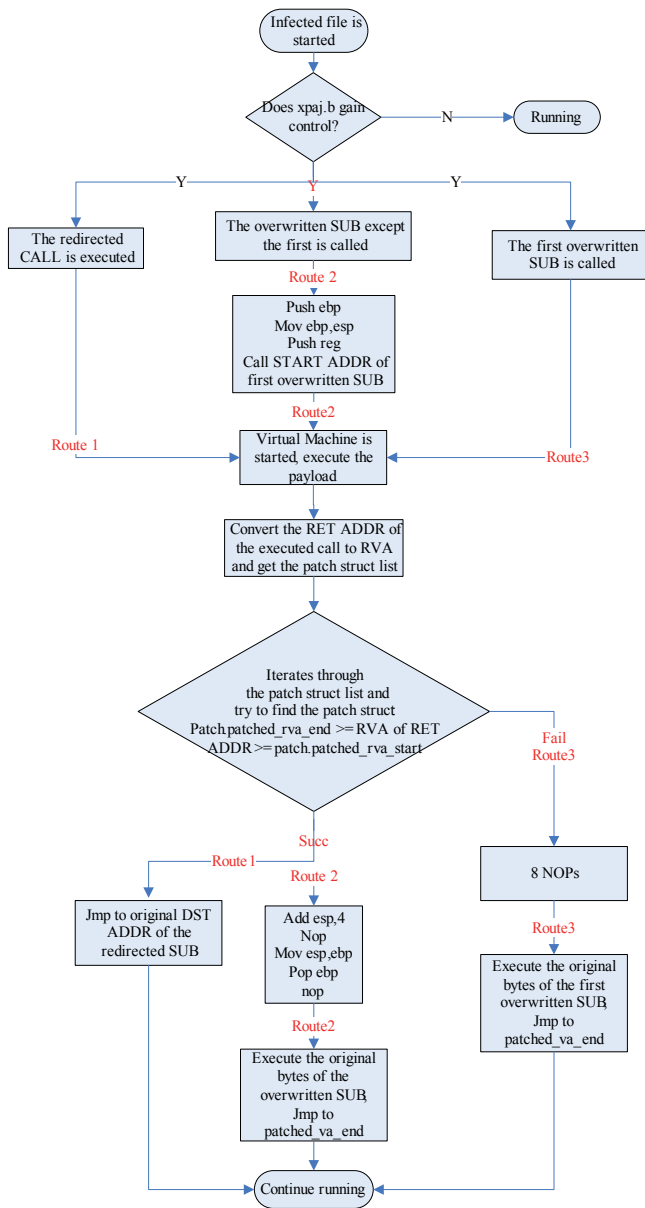 Infected file is
started
Does xpaj.b gain
control?
N
Running
Y
Y
Y
The redirected
CALL is executed
The overwritten SUB except
the first is called
The first overwritten
SUB is called
Route 2
Push ebp
Mov ebp,esp
Push reg
Call START ADDR of
first overwritten SUB
Route2
Route 1
Virtual Machine is
started, execute the
payload
Route3
Convert the RET ADDR of
the executed call to RVA
and get the patch struct list
Iterates through
the patch struct list and
try to find the patch struct
Patch.patched_rva_end >= RVA of RET
ADDR >= patch.patched_rva_start
Fail
Route3
Succ
Route1
Route 2
8 NOPs
Jmp to original DST
ADDR of the
redirected SUB
Add esp,4
Nop
Mov esp,ebp
Pop ebp
nop
Route3
Execute the original
bytes of the first
overwritten SUB,
Jmp to
patched_va_end
Route2
Execute the original
bytes of the
overwritten SUB,
Jmp to
patched_va_end
Continue running